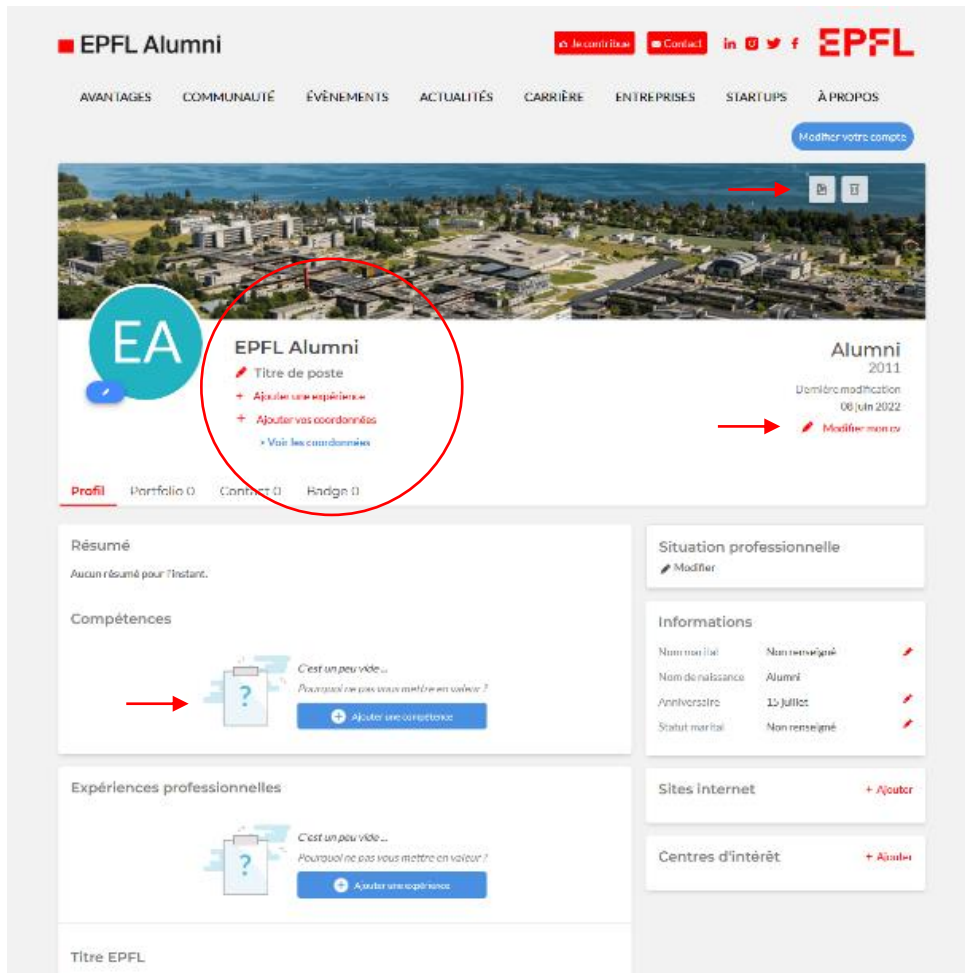 EPFL Alumni
Je contribue
Contact
EPFL
AVANTAGES COMMUNAUTÉ ÉVÈNEMENTS ACTUALITÉS CARRIÈRE ENTREPRISES STARTUPS À PROPOS
Modifier votre compte
EA
EPFL Alumni
Titre de poste
+ Ajouter une expérience
+ Ajouter vos coordonnées
Voir les coordonnées
Alumni
2011
Dernière modification
08 juin 2022
Modifier mon cv
Profil Portfolio 0 Contact 0 Badge 0
Résumé
Aucun résumé pour l'instant.
Compétences
?
C'est un peu vide ...
Pourquoi ne pas vous mettre en valeur ?
Ajouter une compétence
Expériences professionnelles
?
C'est un peu vide ...
Pourquoi ne pas vous mettre en valeur ?
Ajouter une expérience
Titre EPFL
Situation professionnelle
Modifier
Informations
Nom marital Non renseigné
Nom de naissance Alumni
Anniversaire 15 juillet
Statut marital Non renseigné
Sites internet + Ajouter
Centres d'intérêt + Ajouter